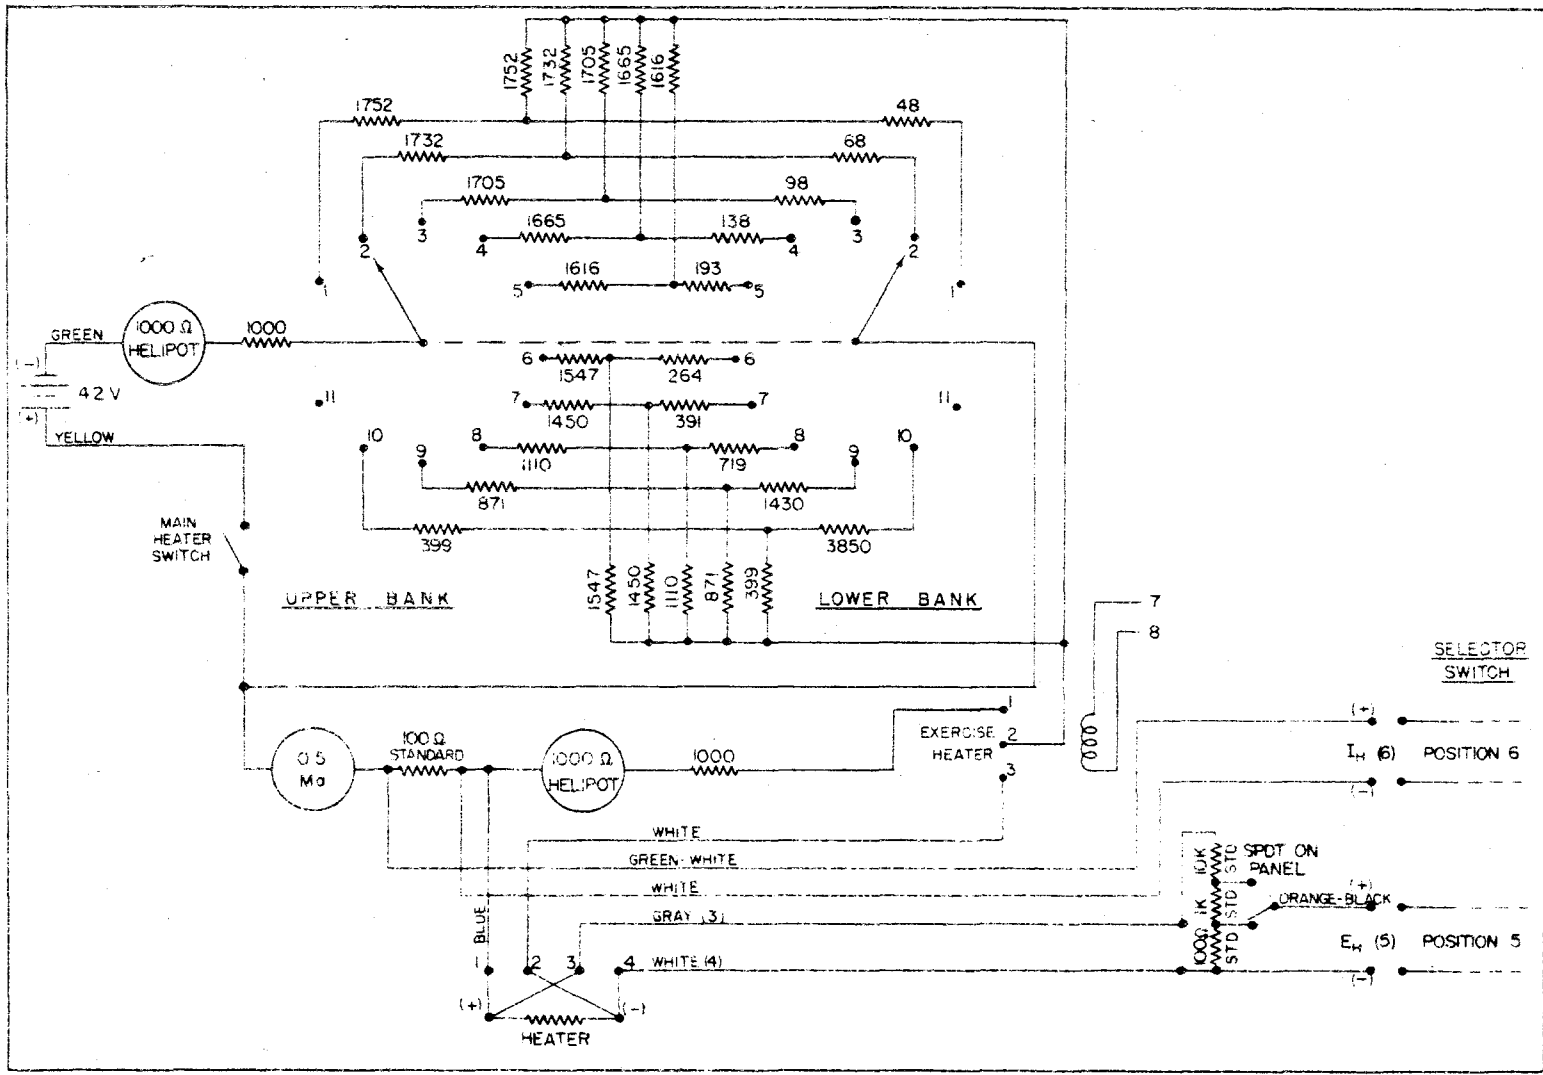 1752 1732 1705 1665 1616
1752 48
1732 68
1705 98
3 3
1665 138
2 4 4 2
1616 193
1 5 5 1
1000 Ω
HELIPOT
GREEN
1000
(-)
42 V
(+)
YELLOW
6 6
1547 264
11 7 7 11
1450 391
10 8 8 10
1110 719
9 9
871 1430
399 3850
MAIN
HEATER
SWITCH
1547 1450 1110 871 399
UPPER BANK
LOWER BANK
7
8
SELECTOR
SWITCH
1
EXERCISE
HEATER
2
3
(+)
I_H (6) POSITION 6
(-)
0.5
Ma
100 Ω
STANDARD
1000 Ω
HELIPOT
1000
WHITE
GREEN-WHITE
WHITE
GRAY (3)
BLUE
10K STD
1K STD
100Ω STD
SPDT ON
PANEL
(+)
ORANGE-BLACK
E_H (5) POSITION 5
(-)
1 2 3 4
WHITE (4)
(+) (-)
HEATER